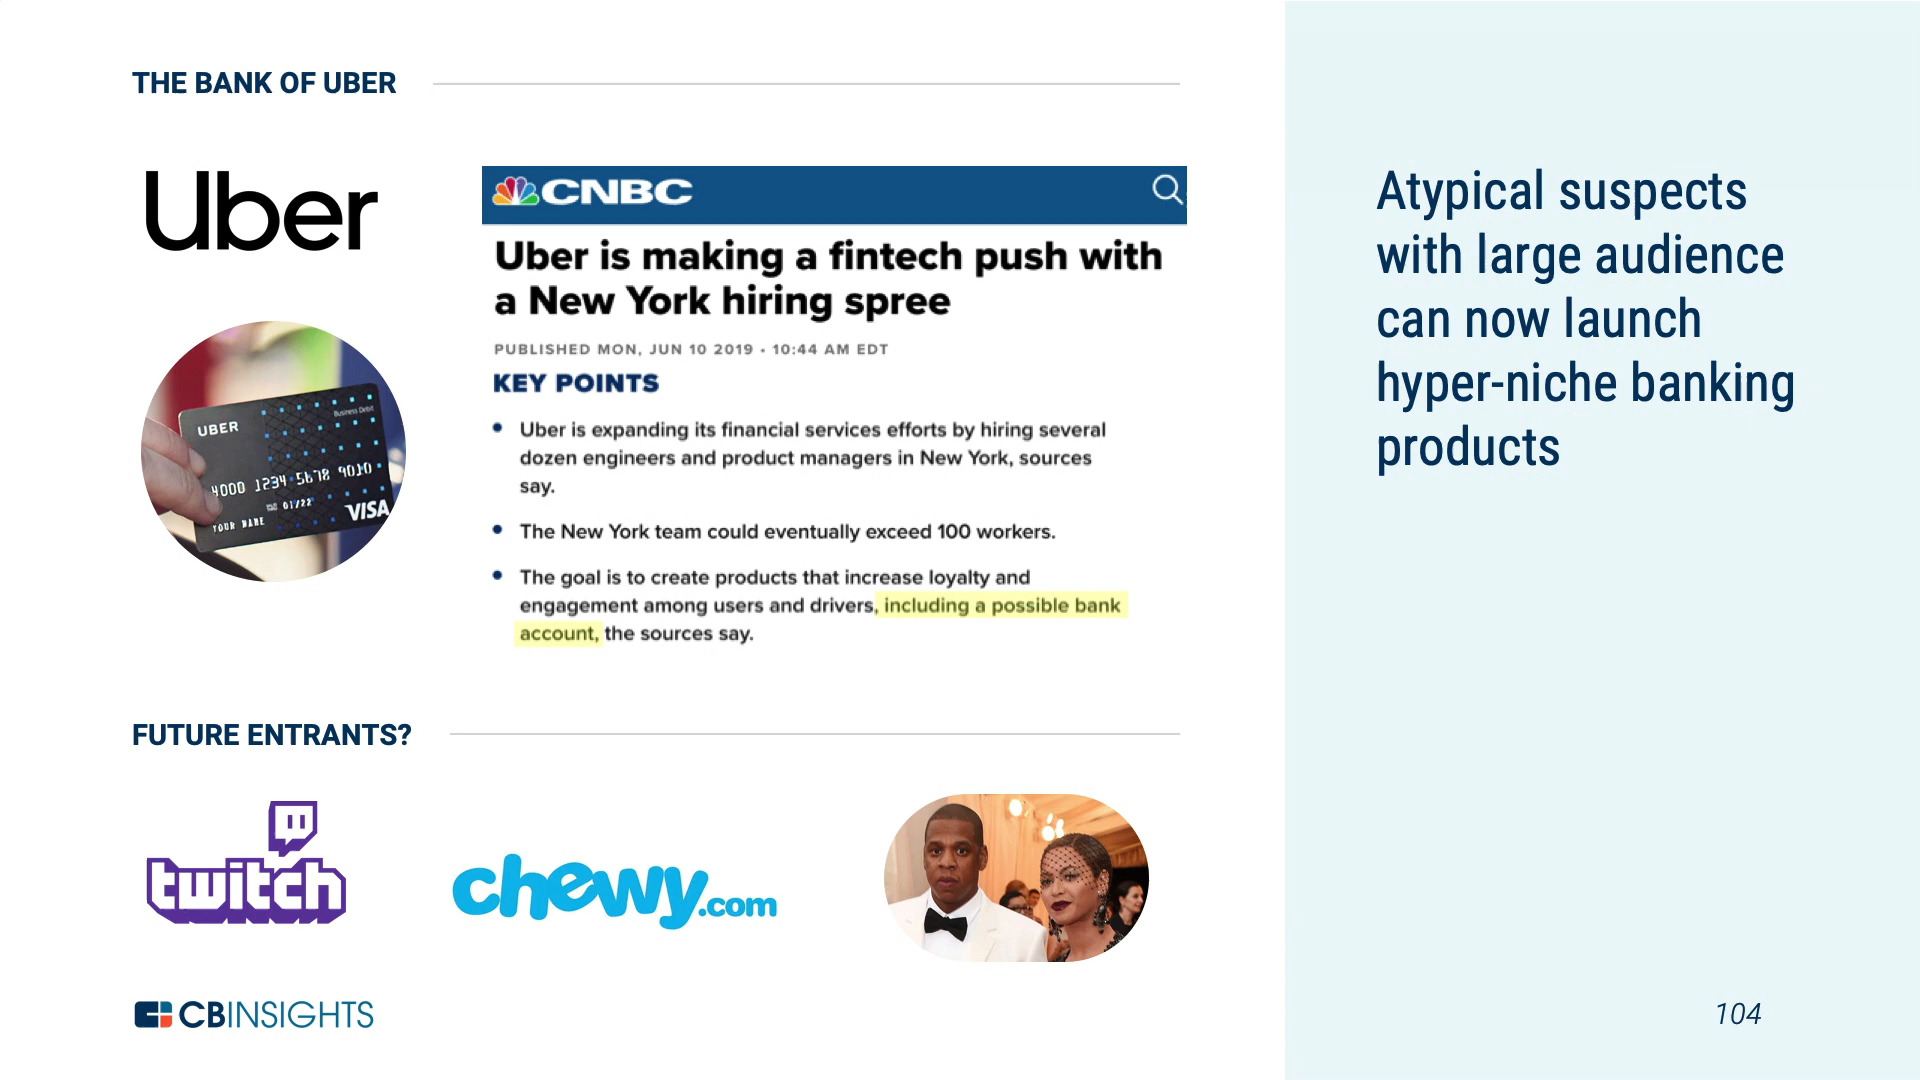 THE BANK OF UBER
Uber
UBER
Business Debit
4000 1234 5678 9010
01/22
YOUR NAME
VISA
CNBC
Uber is making a fintech push with
a New York hiring spree
PUBLISHED MON, JUN 10 2019 • 10:44 AM EDT
KEY POINTS
• Uber is expanding its financial services efforts by hiring several
dozen engineers and product managers in New York, sources
say.
• The New York team could eventually exceed 100 workers.
• The goal is to create products that increase loyalty and
engagement among users and drivers, including a possible bank
account, the sources say.
Atypical suspects
with large audience
can now launch
hyper-niche banking
products
FUTURE ENTRANTS?
twitch
chewy.com
CBINSIGHTS
104